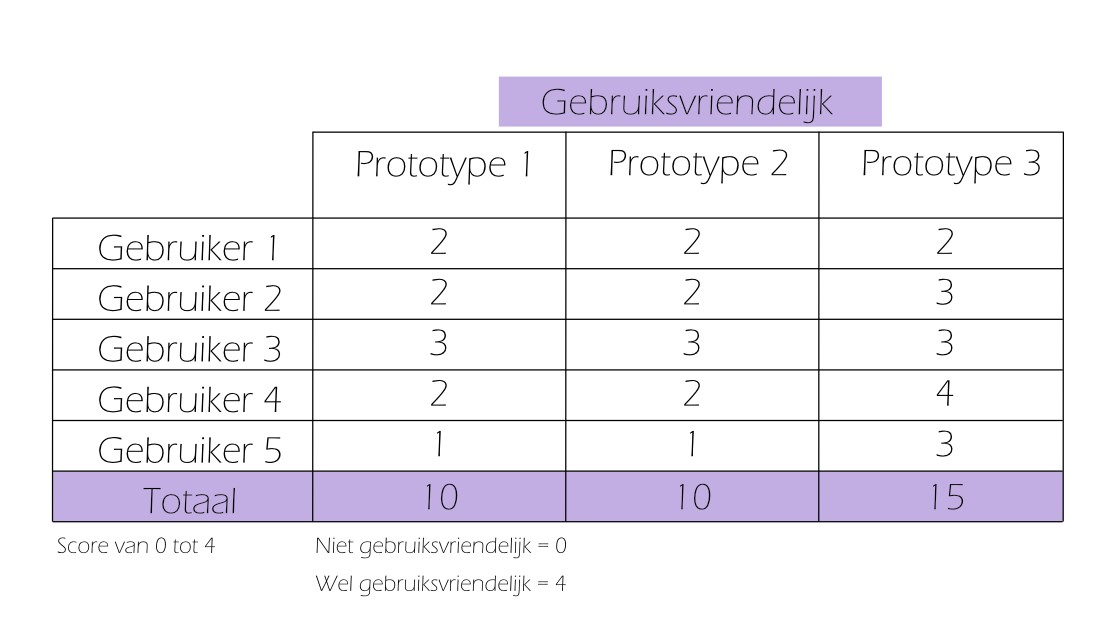 Gebruiksvriendelijk
Prototype 1 Prototype 2 Prototype 3
Gebruiker 1 2 2 2
Gebruiker 2 2 2 3
Gebruiker 3 3 3 3
Gebruiker 4 2 2 4
Gebruiker 5 1 1 3
Totaal 10 10 15
Score van 0 tot 4 Niet gebruiksvriendelijk = 0
Wel gebruiksvriendelijk = 4